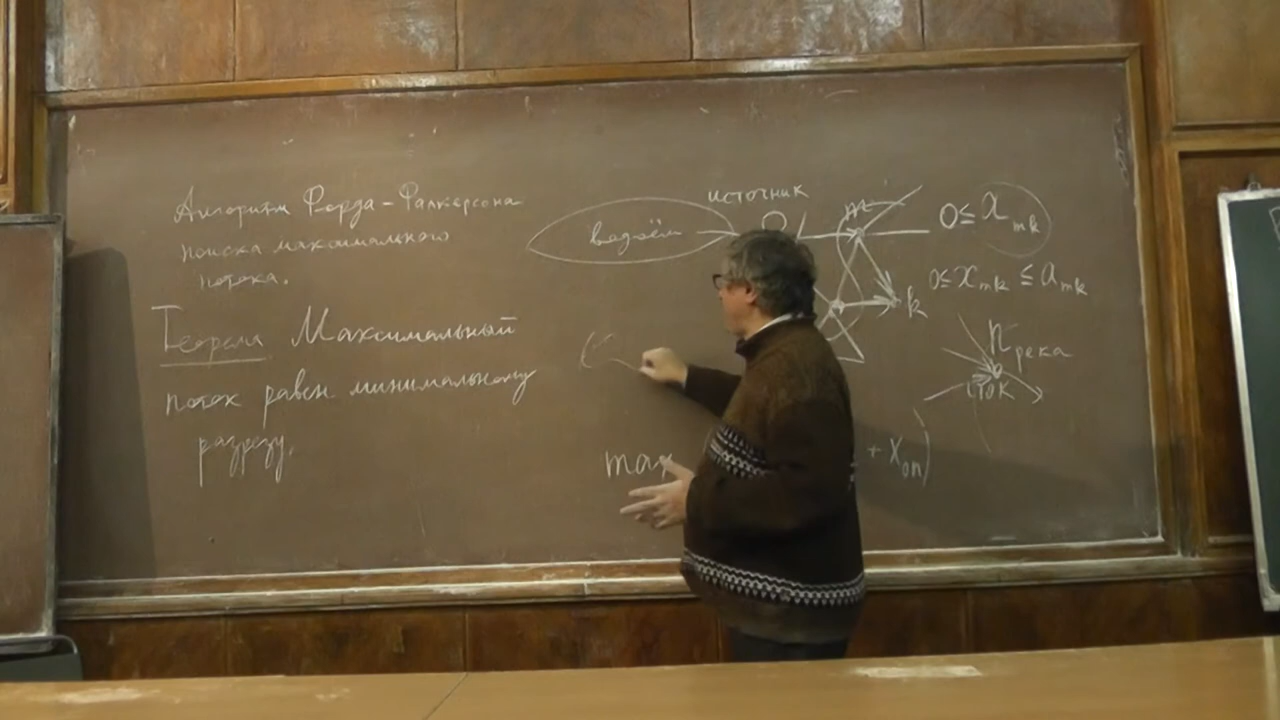 Алгоритм Форда-Фалкерсона
поиска максимального
потока.
Теорема Максимальный
поток равен минимальному
разрезу.
источник
водоём
m
0 ≤ x_mk
0 ≤ x_mk ≤ a_mk
k
n река
сток
max
+ x_on)